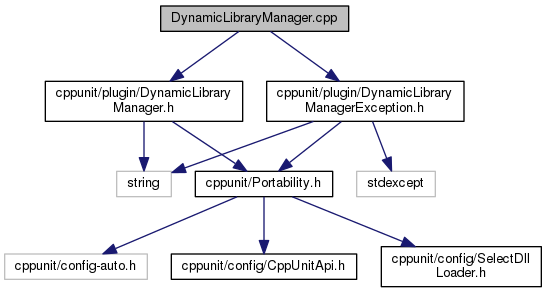 DynamicLibraryManager.cpp
cppunit/plugin/DynamicLibrary
Manager.h
cppunit/plugin/DynamicLibrary
ManagerException.h
string
cppunit/Portability.h
stdexcept
cppunit/config-auto.h
cppunit/config/CppUnitApi.h
cppunit/config/SelectDll
Loader.h